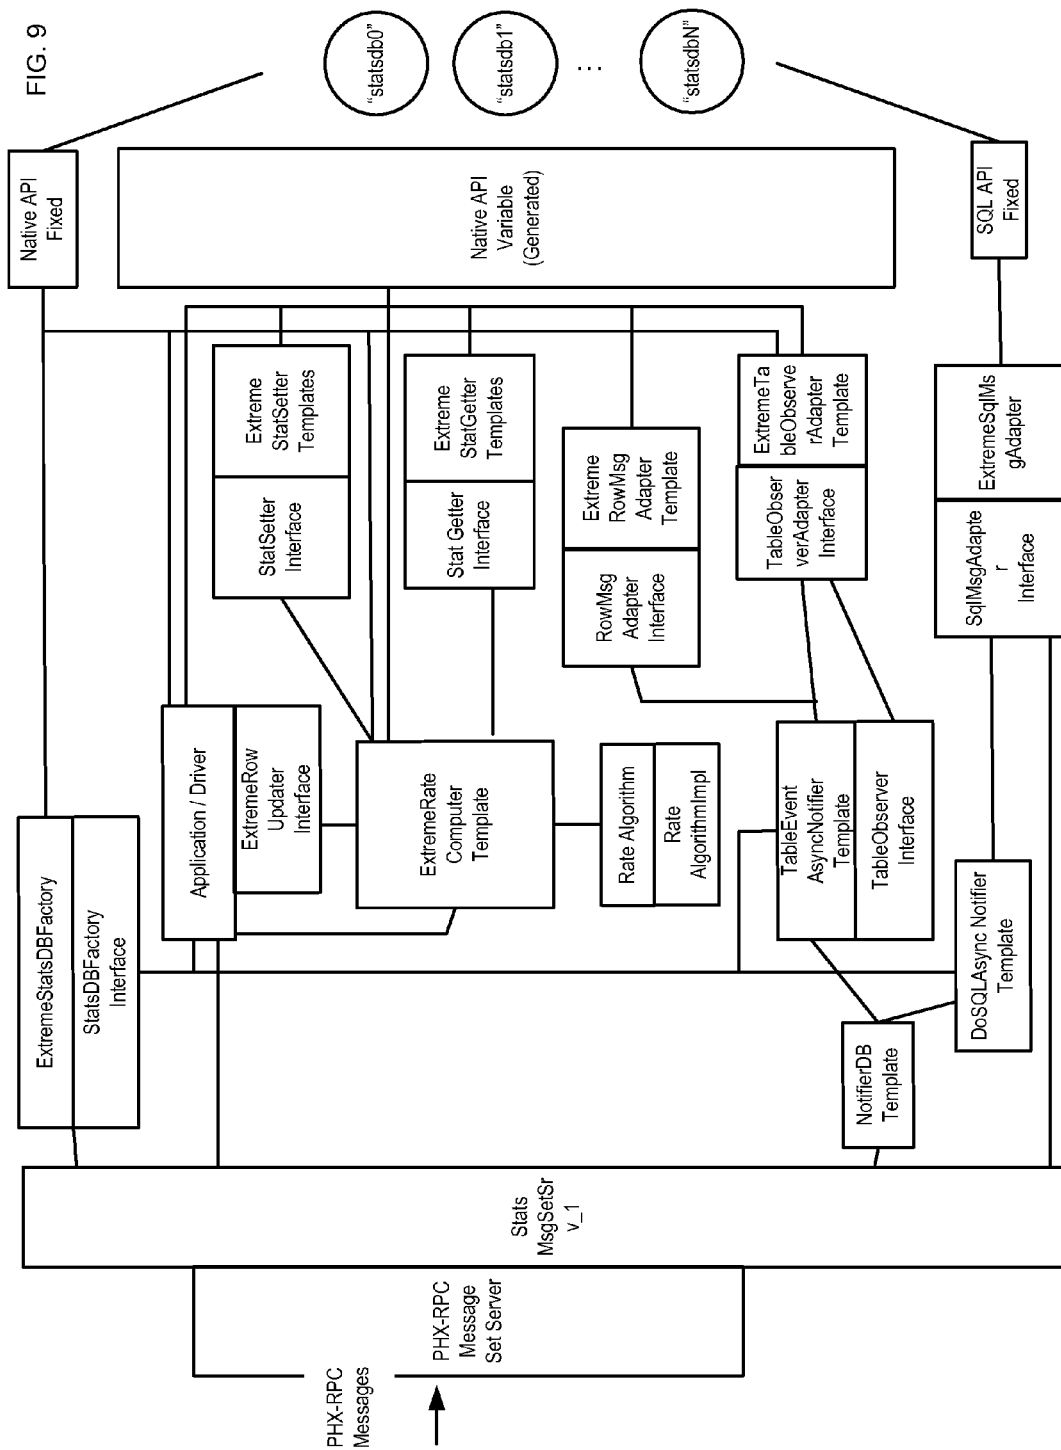 FIG. 9
PHX-RPC
Messages
PHX-RPC
Message
Set Server
Stats
MsgSetSr
v_1
ExtremeStatsDBFactory
StatsDBFactory
Interface
Application / Driver
ExtremeRow
Updater
Interface
ExtremeRate
Computer
Template
Rate Algorithm
Rate
AlgorithmImpl
TableEvent
AsyncNotifier
Template
TableObserver
Interface
NotifierDB
Template
DoSQLAsync Notifier
Template
StatSetter
Interface
Extreme
StatSetter
Templates
Stat Getter
Interface
Extreme
StatGetter
Templates
RowMsg
Adapter
Interface
Extreme
RowMsg
Adapter
Template
TableObser
verAdapter
Interface
ExtremeTa
bleObserve
rAdapter
Template
SqlMsgAdapte
r
Interface
ExtremeSqlMs
gAdapter
Native API
Fixed
Native API
Variable
(Generated)
SQL API
Fixed
“statsdb0”
“statsdb1”
...
“statsdbN”